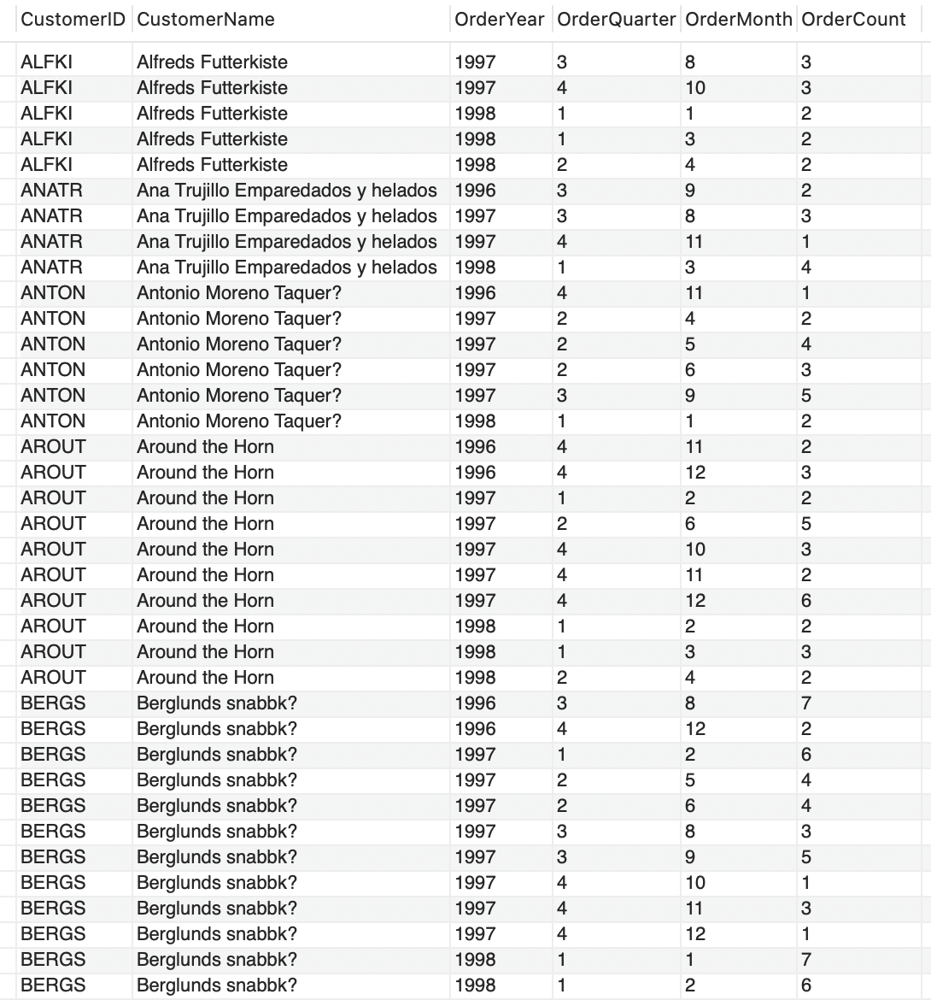 CustomerID CustomerName OrderYear OrderQuarter OrderMonth OrderCount
ALFKI Alfreds Futterkiste 1997 3 8 3
ALFKI Alfreds Futterkiste 1997 4 10 3
ALFKI Alfreds Futterkiste 1998 1 1 2
ALFKI Alfreds Futterkiste 1998 1 3 2
ALFKI Alfreds Futterkiste 1998 2 4 2
ANATR Ana Trujillo Emparedados y helados 1996 3 9 2
ANATR Ana Trujillo Emparedados y helados 1997 3 8 3
ANATR Ana Trujillo Emparedados y helados 1997 4 11 1
ANATR Ana Trujillo Emparedados y helados 1998 1 3 4
ANTON Antonio Moreno Taquer? 1996 4 11 1
ANTON Antonio Moreno Taquer? 1997 2 4 2
ANTON Antonio Moreno Taquer? 1997 2 5 4
ANTON Antonio Moreno Taquer? 1997 2 6 3
ANTON Antonio Moreno Taquer? 1997 3 9 5
ANTON Antonio Moreno Taquer? 1998 1 1 2
AROUT Around the Horn 1996 4 11 2
AROUT Around the Horn 1996 4 12 3
AROUT Around the Horn 1997 1 2 2
AROUT Around the Horn 1997 2 6 5
AROUT Around the Horn 1997 4 10 3
AROUT Around the Horn 1997 4 11 2
AROUT Around the Horn 1997 4 12 6
AROUT Around the Horn 1998 1 2 2
AROUT Around the Horn 1998 1 3 3
AROUT Around the Horn 1998 2 4 2
BERGS Berglunds snabbk? 1996 3 8 7
BERGS Berglunds snabbk? 1996 4 12 2
BERGS Berglunds snabbk? 1997 1 2 6
BERGS Berglunds snabbk? 1997 2 5 4
BERGS Berglunds snabbk? 1997 2 6 4
BERGS Berglunds snabbk? 1997 3 8 3
BERGS Berglunds snabbk? 1997 3 9 5
BERGS Berglunds snabbk? 1997 4 10 1
BERGS Berglunds snabbk? 1997 4 11 3
BERGS Berglunds snabbk? 1997 4 12 1
BERGS Berglunds snabbk? 1998 1 1 7
BERGS Berglunds snabbk? 1998 1 2 6